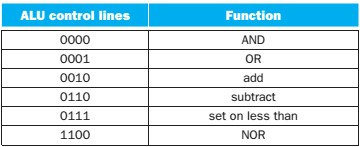 ALU control lines Function
0000 AND
0001 OR
0010 add
0110 subtract
0111 set on less than
1100 NOR